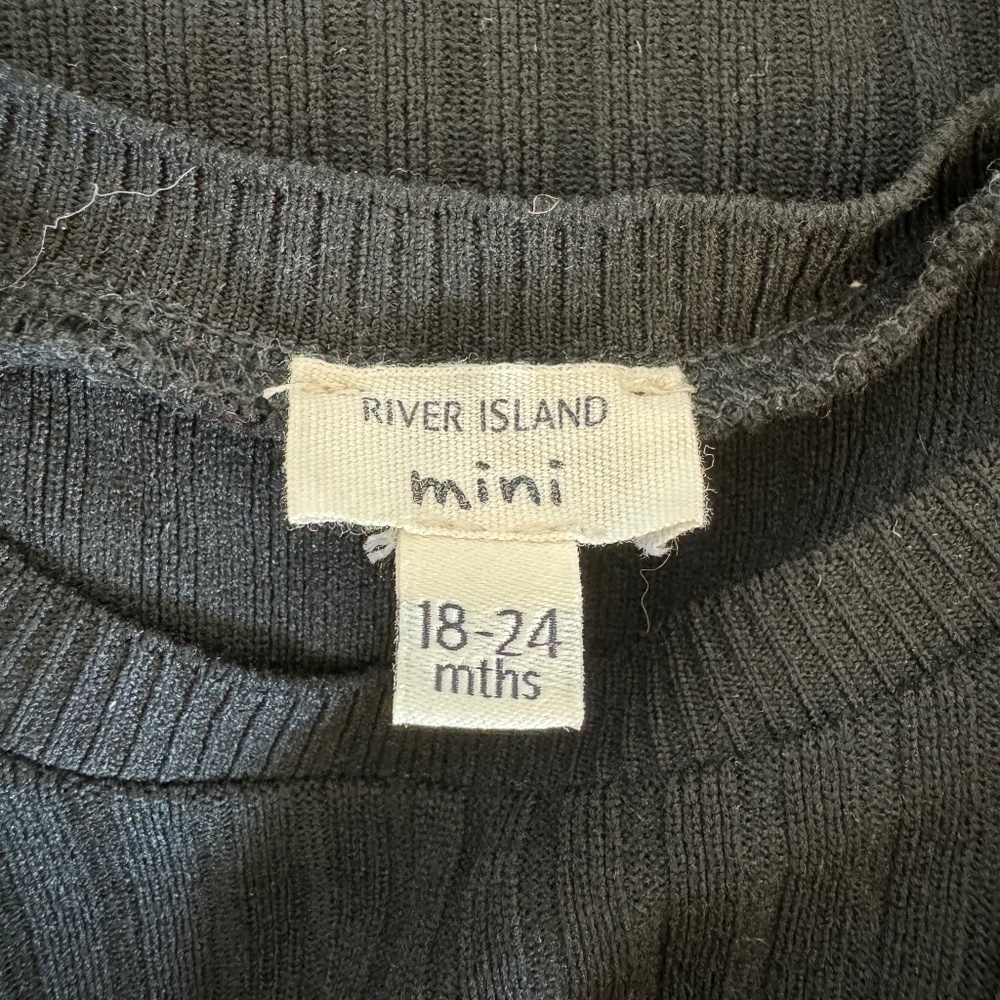 RIVER ISLAND
mini
18-24
mths